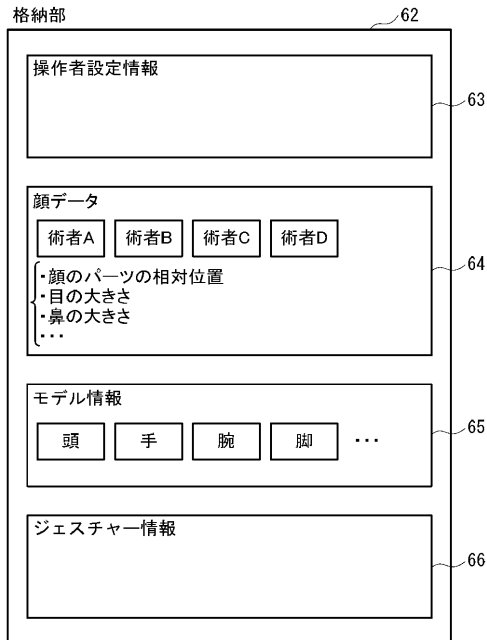 格納部
62
操作者設定情報
63
顔データ
術者A 術者B 術者C 術者D
・顔のパーツの相対位置
・目の大きさ
・鼻の大きさ
・・・
64
モデル情報
頭 手 腕 脚 ・・・
65
ジェスチャー情報
66